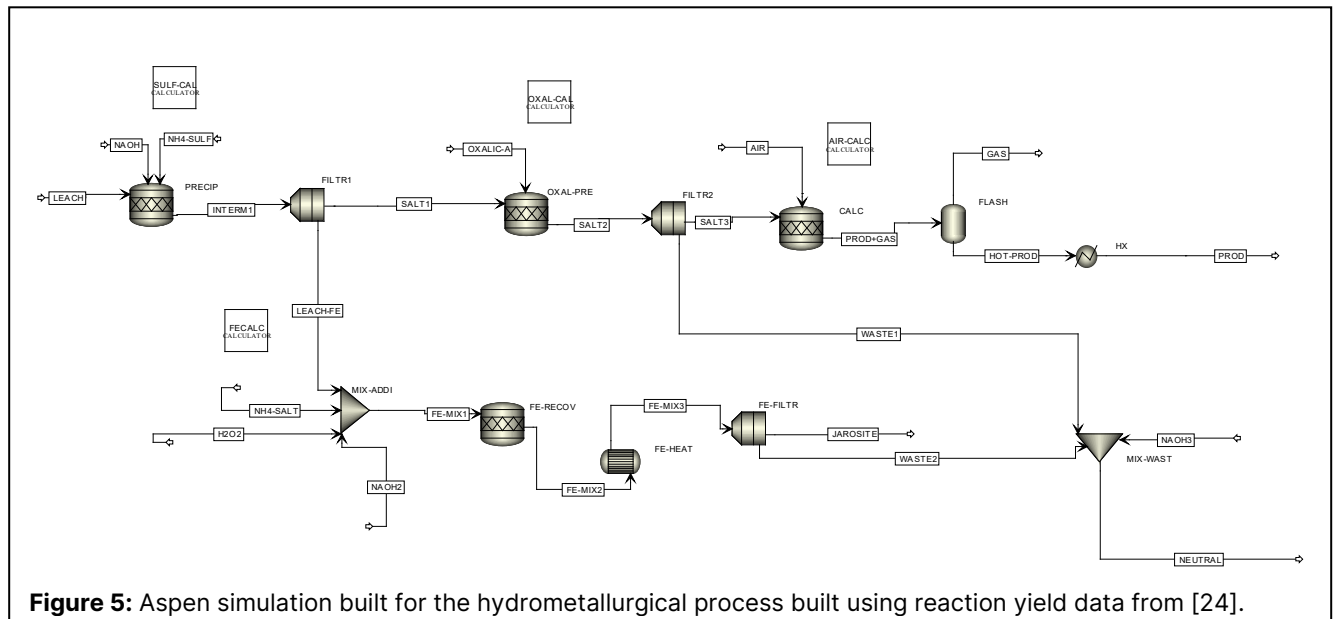 SULF-CAL
CALCULATOR
OXAL-CAL
CALCULATOR
AIR-CALC
CALCULATOR
NAOH
NH4-SULF
OXALIC-A
AIR
GAS
LEACH
PRECIP
INTERM1
FILTR1
SALT1
OXAL-PRE
SALT2
FILTR2
SALT3
CALC
PROD+GAS
FLASH
HOT-PROD
HX
PROD
LEACH-FE
FECALC
CALCULATOR
WASTE1
MIX-ADDI
NH4-SALT
H2O2
NAOH2
FE-MIX1
FE-RECOV
FE-MIX2
FE-HEAT
FE-MIX3
FE-FILTR
JAROSITE
WASTE2
NAOH3
MIX-WAST
NEUTRAL
Figure 5: Aspen simulation built for the hydrometallurgical process built using reaction yield data from [24].